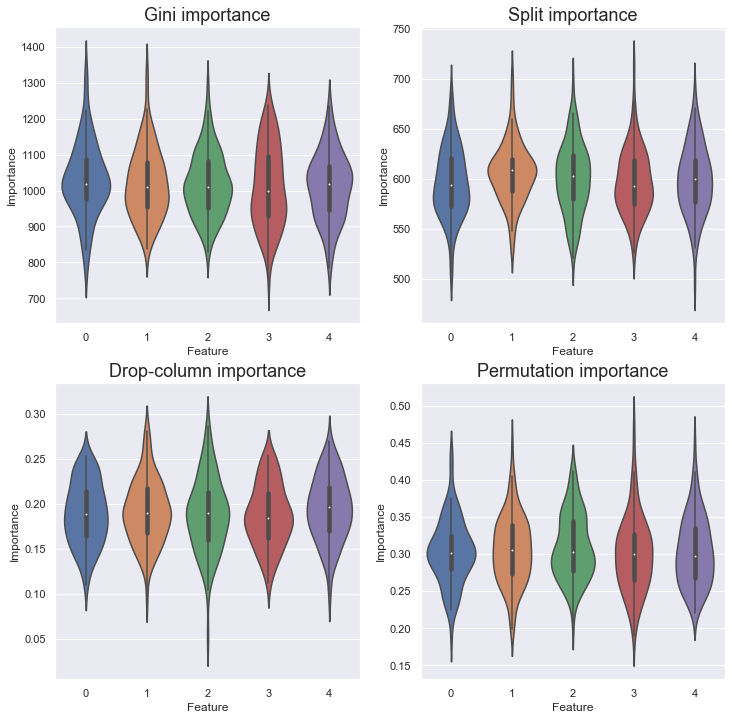 Gini importance
Importance
1400
1300
1200
1100
1000
900
800
700
0 1 2 3 4
Feature
Split importance
Importance
750
700
650
600
550
500
0 1 2 3 4
Feature
Drop-column importance
Importance
0.30
0.25
0.20
0.15
0.10
0.05
0 1 2 3 4
Feature
Permutation importance
Importance
0.50
0.45
0.40
0.35
0.30
0.25
0.20
0.15
0 1 2 3 4
Feature